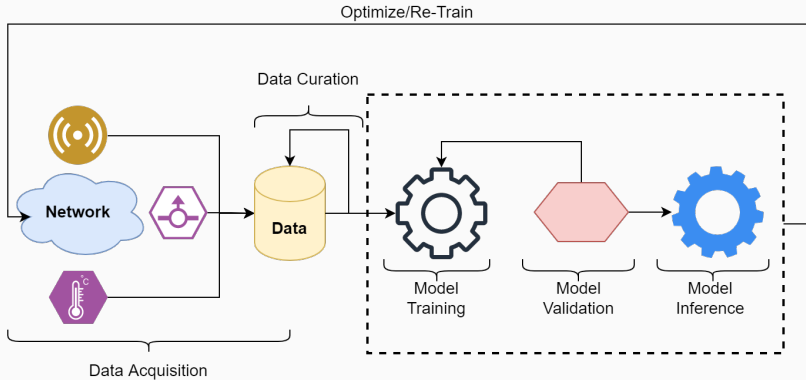 Optimize/Re-Train
Data Curation
Network
°C
Data
Model
Training
Model
Validation
Model
Inference
Data Acquisition